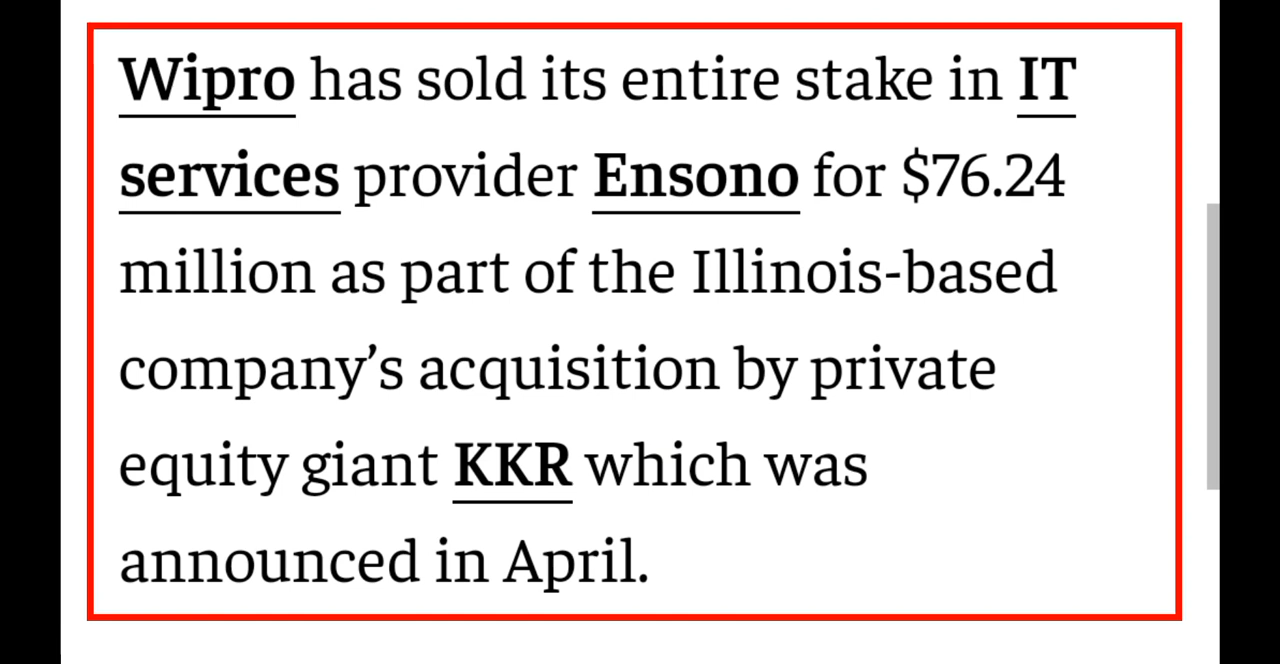 Wipro has sold its entire stake in IT
services provider Ensono for $76.24
million as part of the Illinois-based
company’s acquisition by private
equity giant KKR which was
announced in April.